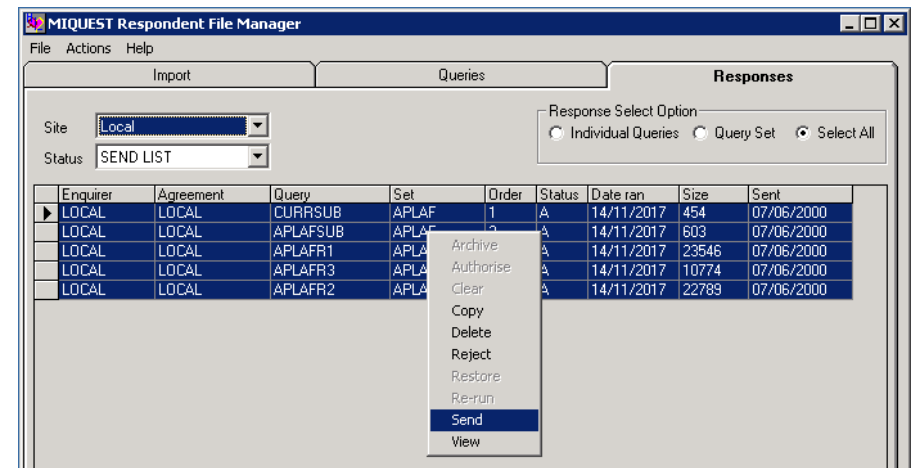 MIQUEST Respondent File Manager
File Actions Help
Import Queries Responses
Response Select Option
Site Local
Individual Queries Query Set Select All
Status SEND LIST
Enquirer Agreement Query Set Order Status Date ran Size Sent
LOCAL LOCAL CURRSUB APLAF 1 A 14/11/2017 454 07/06/2000
LOCAL LOCAL APLAFSUB A 14/11/2017 603 07/06/2000
LOCAL LOCAL APLAFR1 APLA A 14/11/2017 23546 07/06/2000
LOCAL LOCAL APLAFR3 APLA A 14/11/2017 10774 07/06/2000
LOCAL LOCAL APLAFR2 APLA A 14/11/2017 22789 07/06/2000
Archive
Authorise
Clear
Copy
Delete
Reject
Restore
Re-run
Send
View